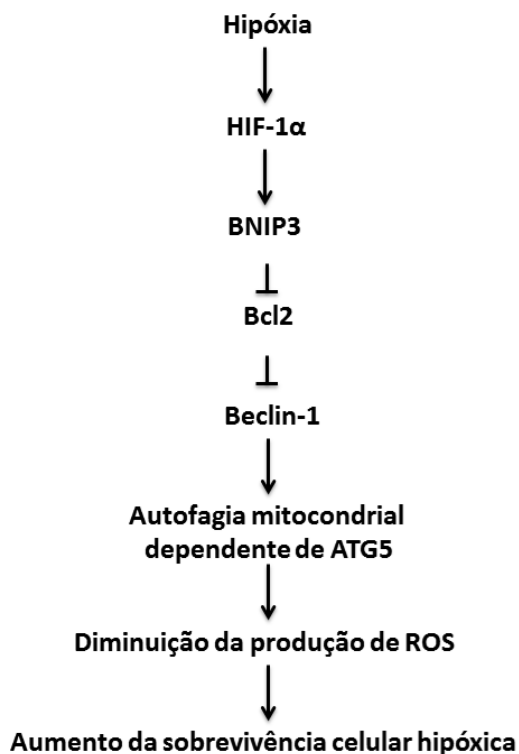 Hipóxia
HIF-1α
BNIP3
Bcl2
Beclin-1
Autofagia mitocondrial
dependente de ATG5
Diminuição da produção de ROS
Aumento da sobrevivência celular hipóxica